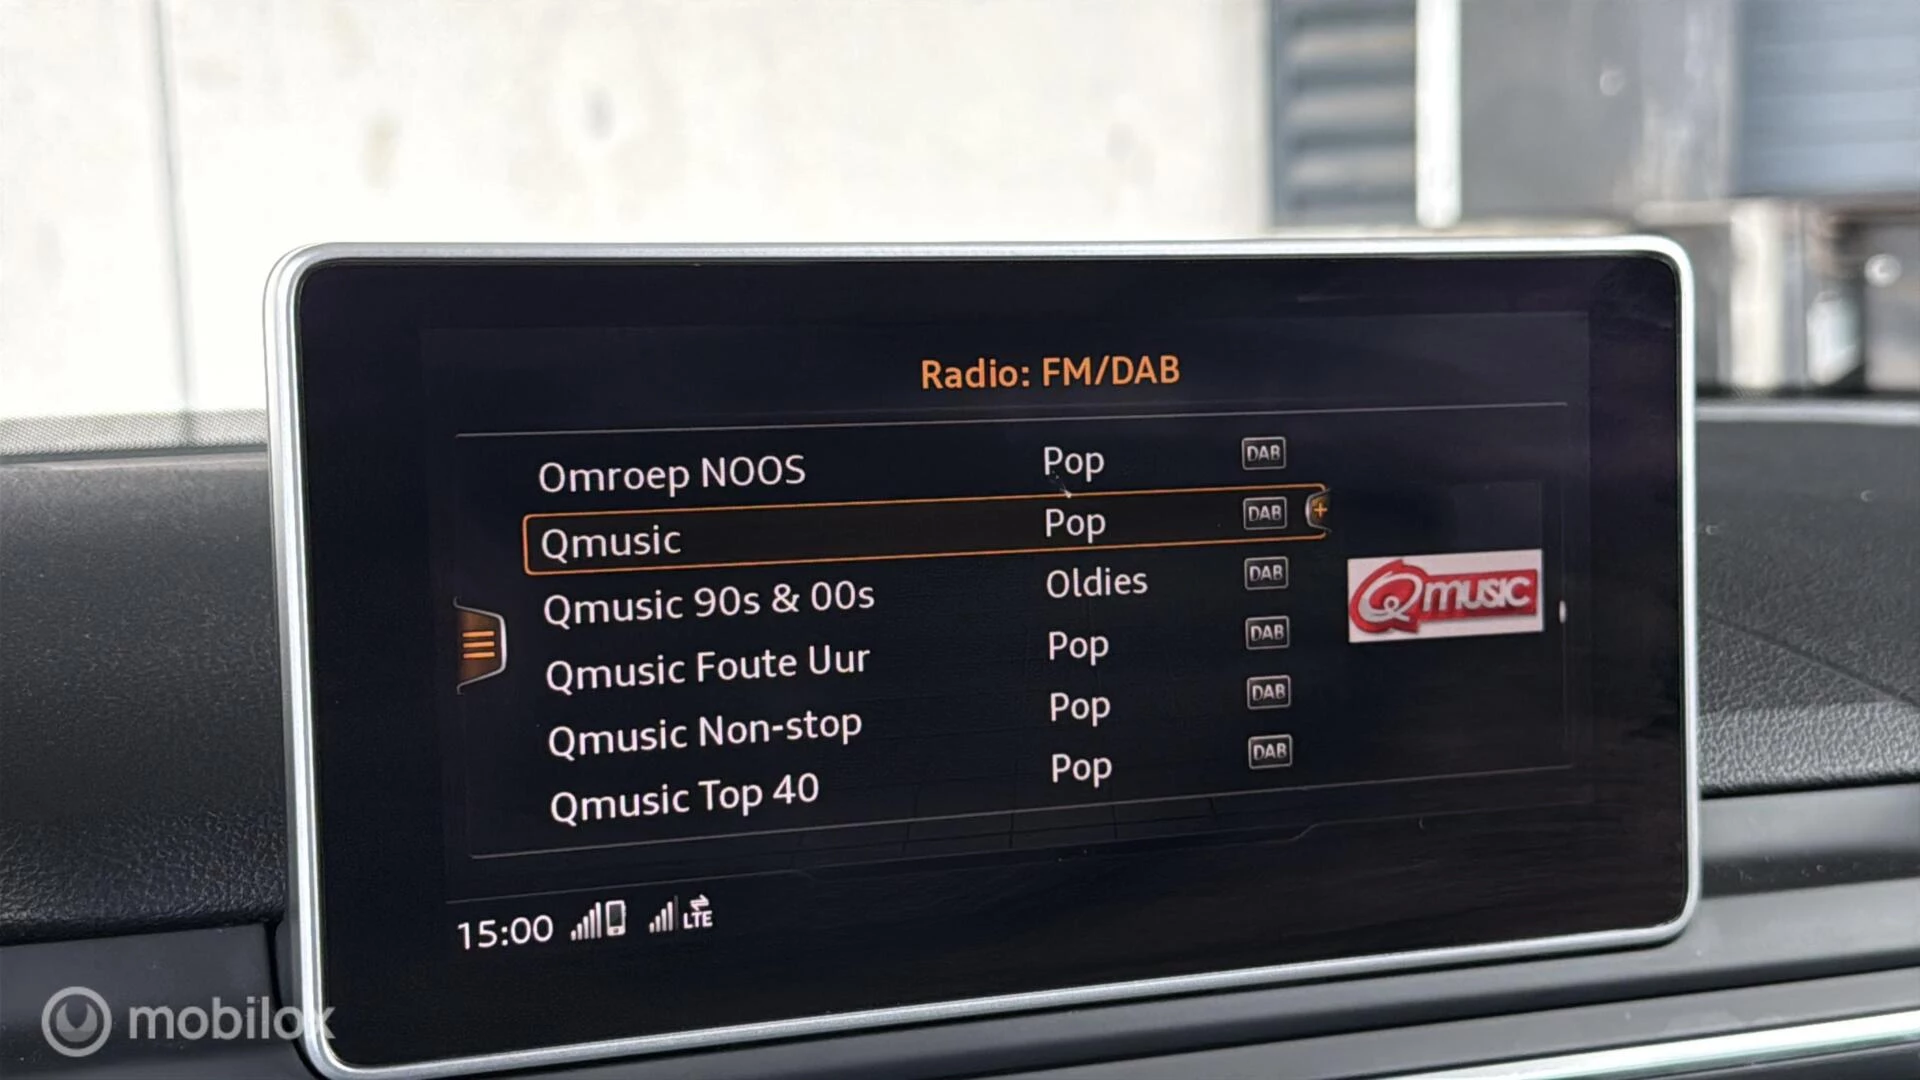 Radio: FM/DAB
Omroep NOOS Pop DAB
Qmusic Pop DAB +
Qmusic 90s & 00s Oldies DAB
Qmusic Foute Uur Pop DAB
Qmusic Non-stop Pop DAB
Qmusic Top 40 Pop DAB
Qmusic
15:00 LTE
mobilox